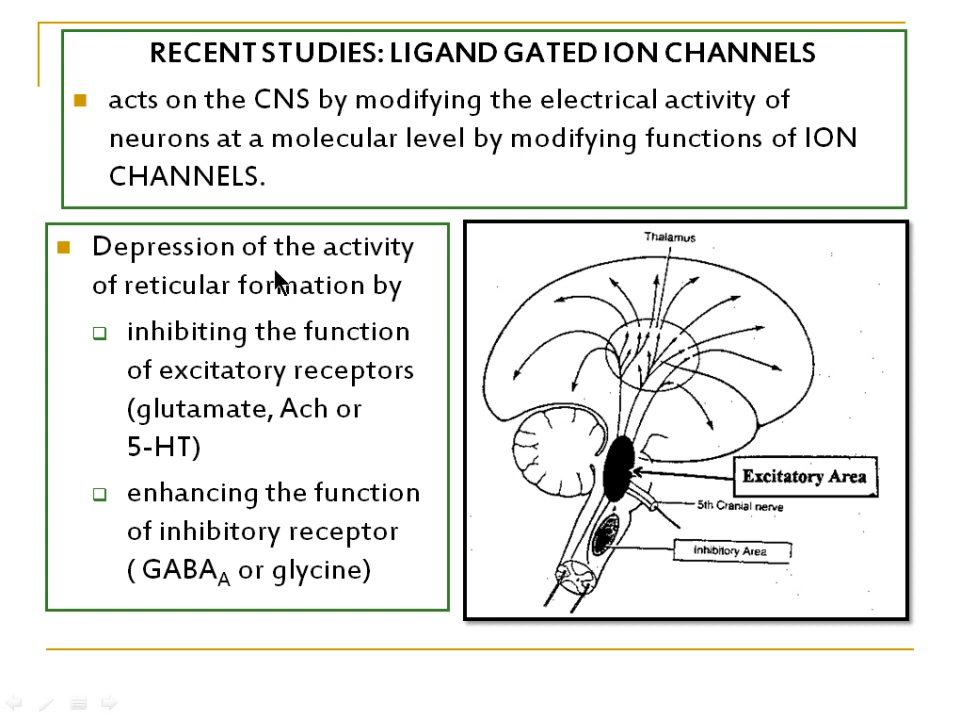 RECENT STUDIES: LIGAND GATED ION CHANNELS
acts on the CNS by modifying the electrical activity of
neurons at a molecular level by modifying functions of ION
CHANNELS.
Depression of the activity
of reticular formation by
inhibiting the function
of excitatory receptors
(glutamate, Ach or
5-HT)
enhancing the function
of inhibitory receptor
( GABAA or glycine)
Thalamus
Excitatory Area
5th Cranial nerve
Inhibitory Area